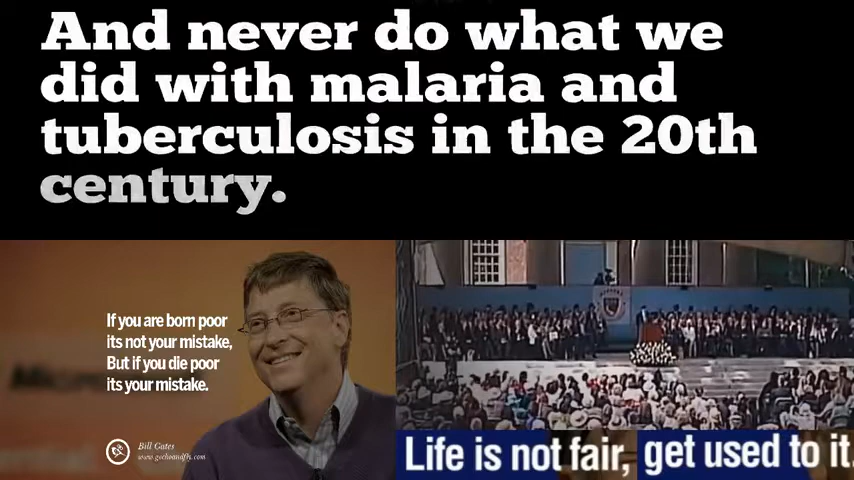 And never do what we
did with malaria and
tuberculosis in the 20th
century.
If you are born poor
its not your mistake,
But if you die poor
its your mistake.
Bill Gates
Life is not fair, get used to it.